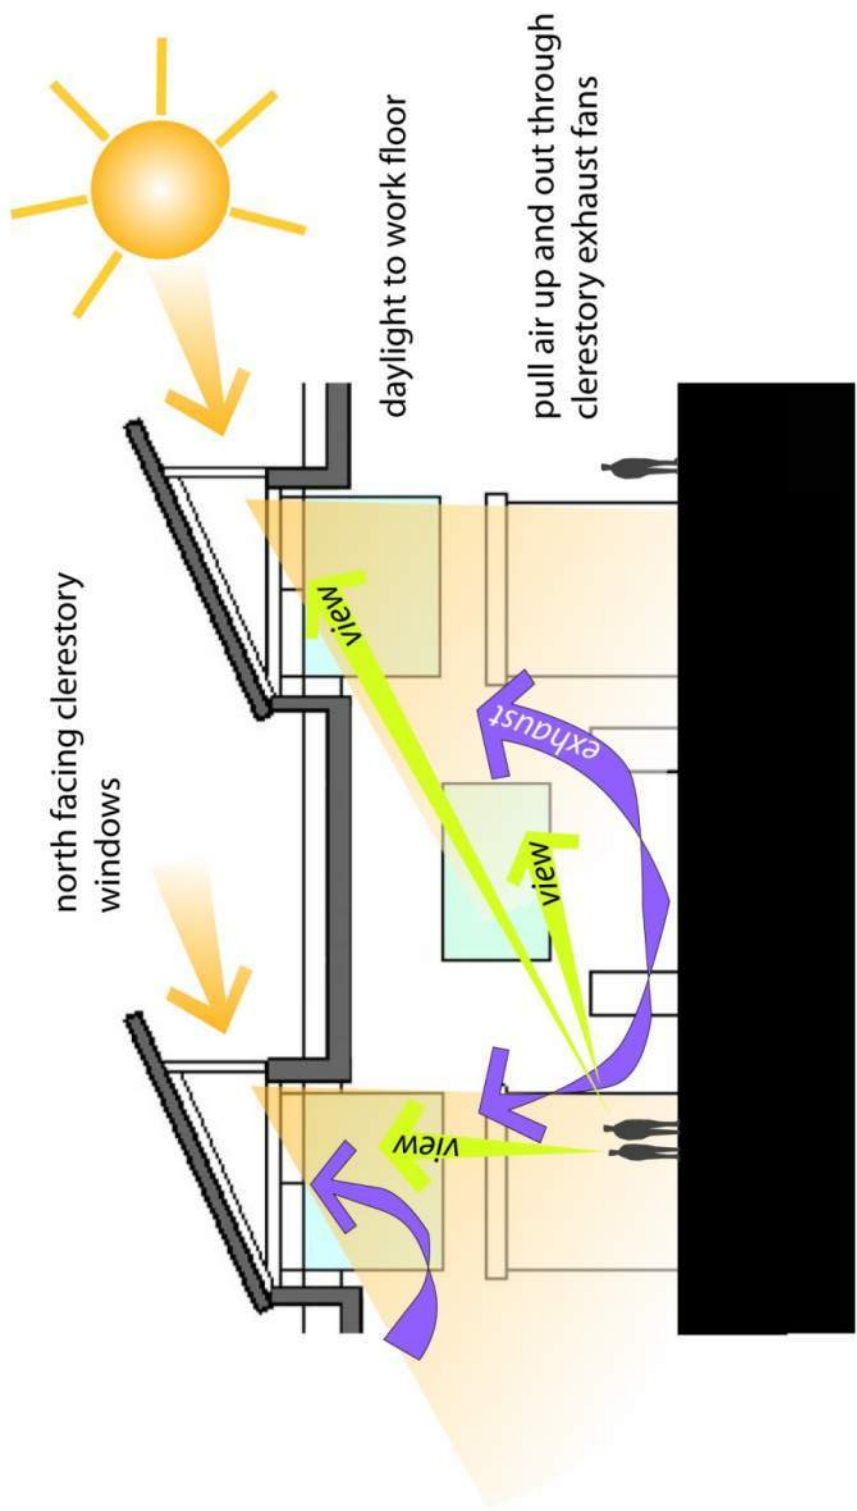 north facing clerestory
windows
daylight to work floor
pull air up and out through
clerestory exhaust fans
view
view
view
exhaust